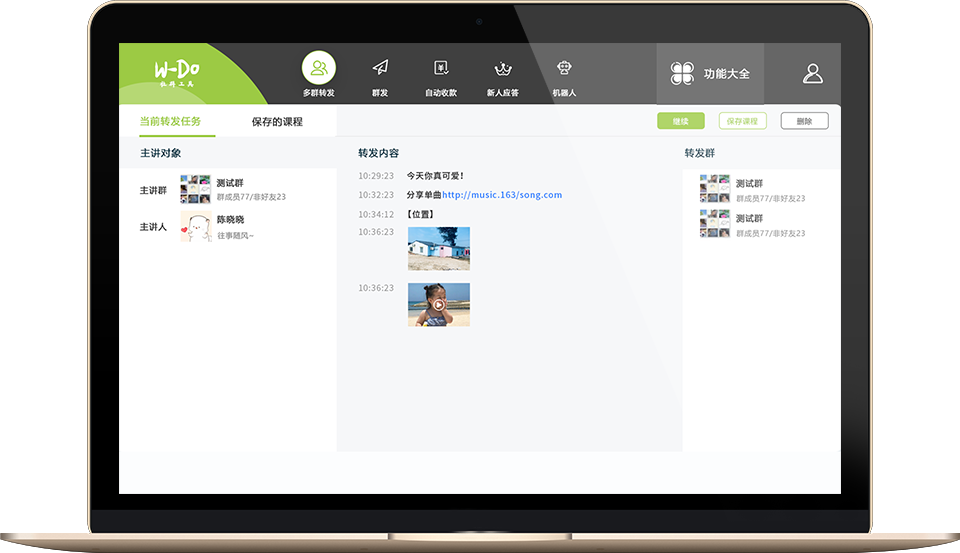 W-Do
软件工具
多群转发
群发
自动收款
新人应答
机器人
功能大全
当前转发任务
保存的课程
继续
保存课程
删除
主讲对象
主讲群
测试群
群成员77/非好友23
主讲人
陈晓晓
往事随风~
转发内容
10:29:23 今天你真可爱!
10:32:23 分享单曲http://music.163/song.com
10:34:12 【位置】
10:36:23
10:36:23
转发群
测试群
群成员77/非好友23
测试群
群成员77/非好友23